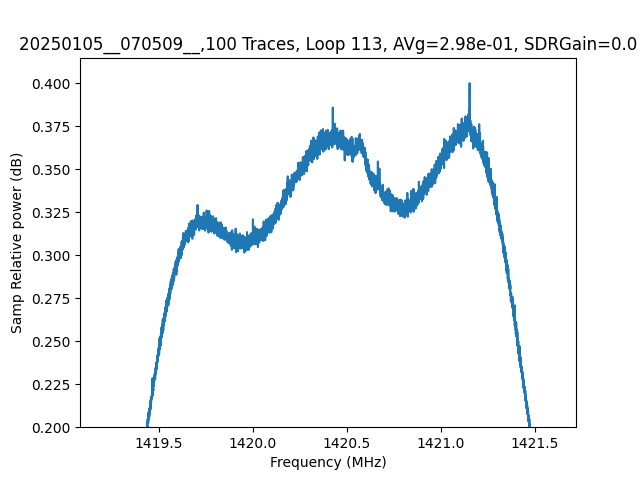 20250105__070509__,100 Traces, Loop 113, AVg=2.98e-01, SDRGain=0.0
0.400
0.375
0.350
0.325
0.300
0.275
0.250
0.225
0.200
Samp Relative power (dB)
1419.5 1420.0 1420.5 1421.0 1421.5
Frequency (MHz)